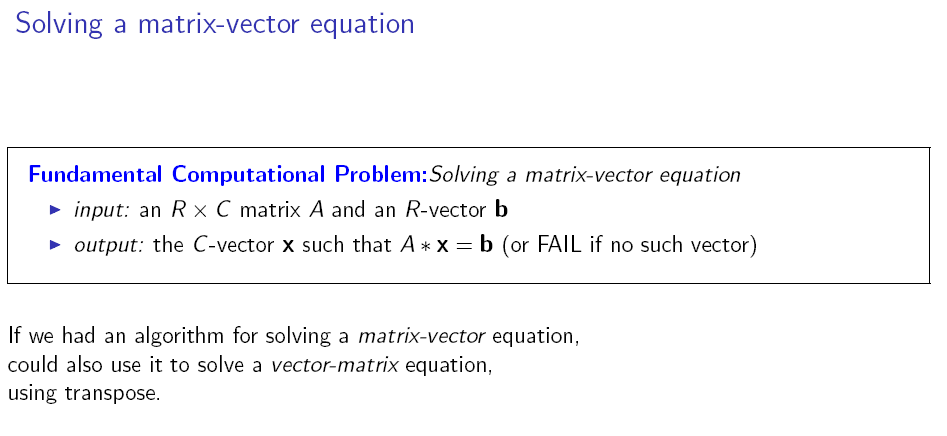 Solving a matrix-vector equation
Fundamental Computational Problem:Solving a matrix-vector equation
▶ input: an R × C matrix A and an R-vector b
▶ output: the C-vector x such that A ∗ x = b (or FAIL if no such vector)
If we had an algorithm for solving a matrix-vector equation,
could also use it to solve a vector-matrix equation,
using transpose.